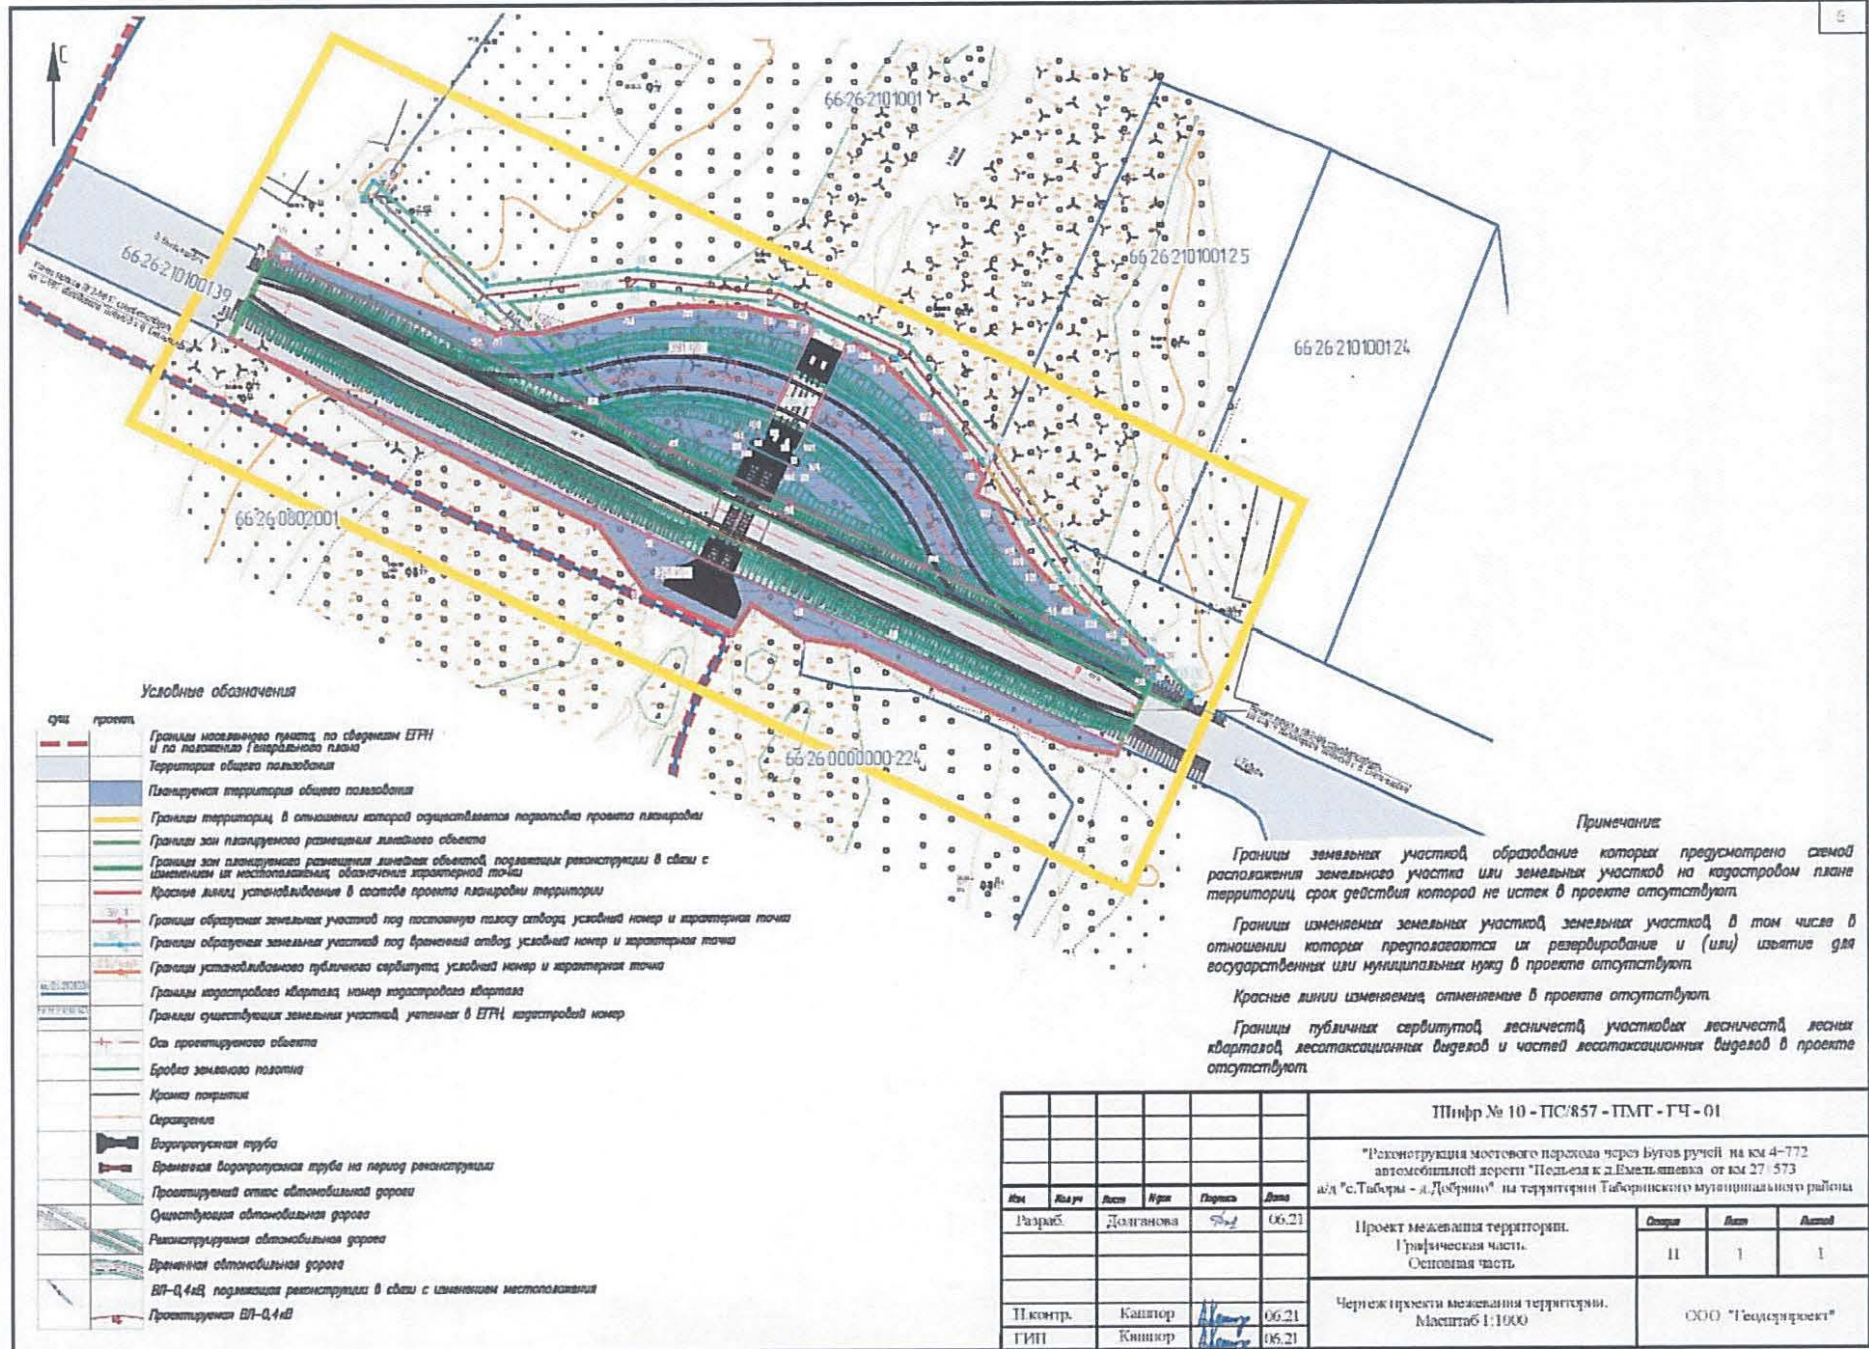 С
66:26:2101001
66:26:2101001:39
66:26:2101001:25
66:26:2101001:24
66:26:0802001
66:26:0000000:224
Условные обозначения
сущ. проект.
Границы населенного пункта, по сведениям ЕГРН
и по положению Генерального плана
Территория общего пользования
Планируемая территория общего пользования
Границы территории, в отношении которой осуществляется подготовка проекта планировки
Границы зон планируемого размещения линейного объекта
Границы зон планируемого размещения линейных объектов, подлежащих реконструкции в связи с
изменением их местоположения, обозначение характерной точки
Красные линии, устанавливаемые в составе проекта планировки территории
Границы образуемых земельных участков под постоянную полосу отвода, условный номер и характерная точка
Границы образуемых земельных участков под временный отвод, условный номер и характерная точка
Границы устанавливаемого публичного сервитута, условный номер и характерная точка
Границы кадастрового квартала, номер кадастрового квартала
Границы существующих земельных участков, учтенных в ЕГРН, кадастровый номер
Ось проектируемого объекта
Бровка земляного полотна
Кромка покрытия
Ограждение
Водопропускная труба
Временная водопропускная труба на период реконструкции
Проектируемый откос автомобильной дороги
Существующая автомобильная дорога
Реконструируемая автомобильная дорога
Временная автомобильная дорога
ВЛ-0,4кВ, подлежащая реконструкции в связи с изменением местоположения
Проектируемая ВЛ-0,4кВ
Примечание:
Границы земельных участков, образование которых предусмотрено схемой
расположения земельного участка или земельных участков на кадастровом плане
территории, срок действия которой не истек в проекте отсутствуют.
Границы изменяемых земельных участков, земельных участков, в том числе в
отношении которых предполагаются их резервирование и (или) изъятие для
государственных или муниципальных нужд в проекте отсутствуют.
Красные линии изменяемые, отменяемые в проекте отсутствуют.
Границы публичных сервитутов, лесничеств, участковых лесничеств, лесных
кварталов, лесотаксационных выделов и частей лесотаксационных выделов в проекте
отсутствуют.
Шифр № 10 - ПС/857 - ПМТ - ГЧ - 01
"Реконструкция мостового перехода через Бугов ручей на км 4+772
автомобильной дороги "Подъезд к д.Емельяшевка от км 27+573
а/д "с.Таборы - д.Добрино" на территории Таборинского муниципального района
Изм. Кол.уч Лист №док Подпись Дата
Разраб. Долганова 06.21
Проект межевания территории.
Графическая часть.
Основная часть
Стадия Лист Листов
П 1 1
Н.контр. Кашпор 06.21
ГИП Кашпор 06.21
Чертеж проекта межевания территории.
Масштаб 1:1000
ООО "Геодорпроект"